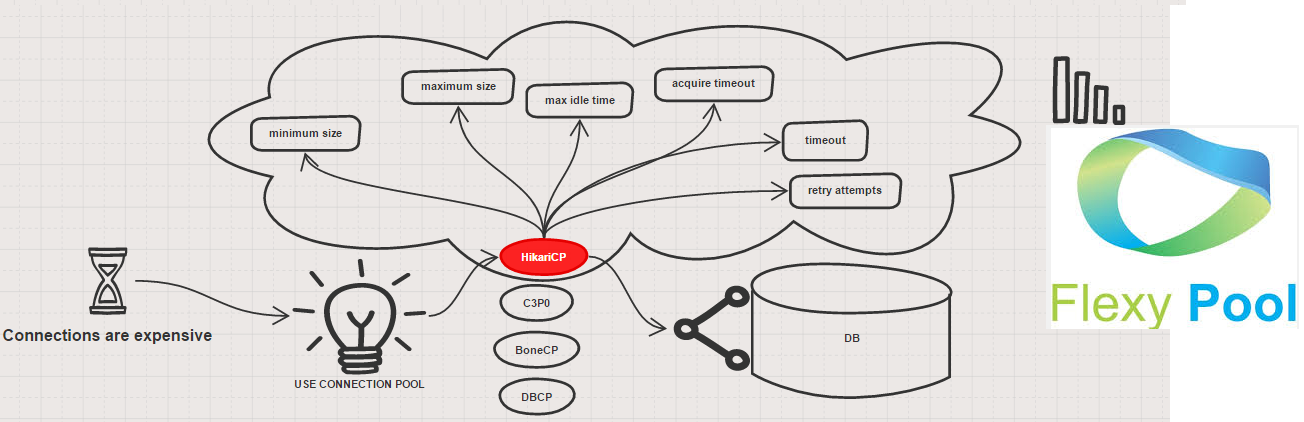 maximum size
max idle time
acquire timeout
minimum size
timeout
retry attempts
HikariCP
C3P0
BoneCP
DBCP
Connections are expensive
USE CONNECTION POOL
DB
Flexy Pool